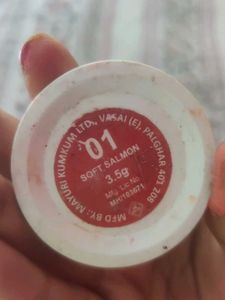 MFD BY: MAYURI KUMKUM LTD., VASAI (E), PALGHAR 401 208
01
SOFT SALMON
3.5g
Mfg. Lic No.